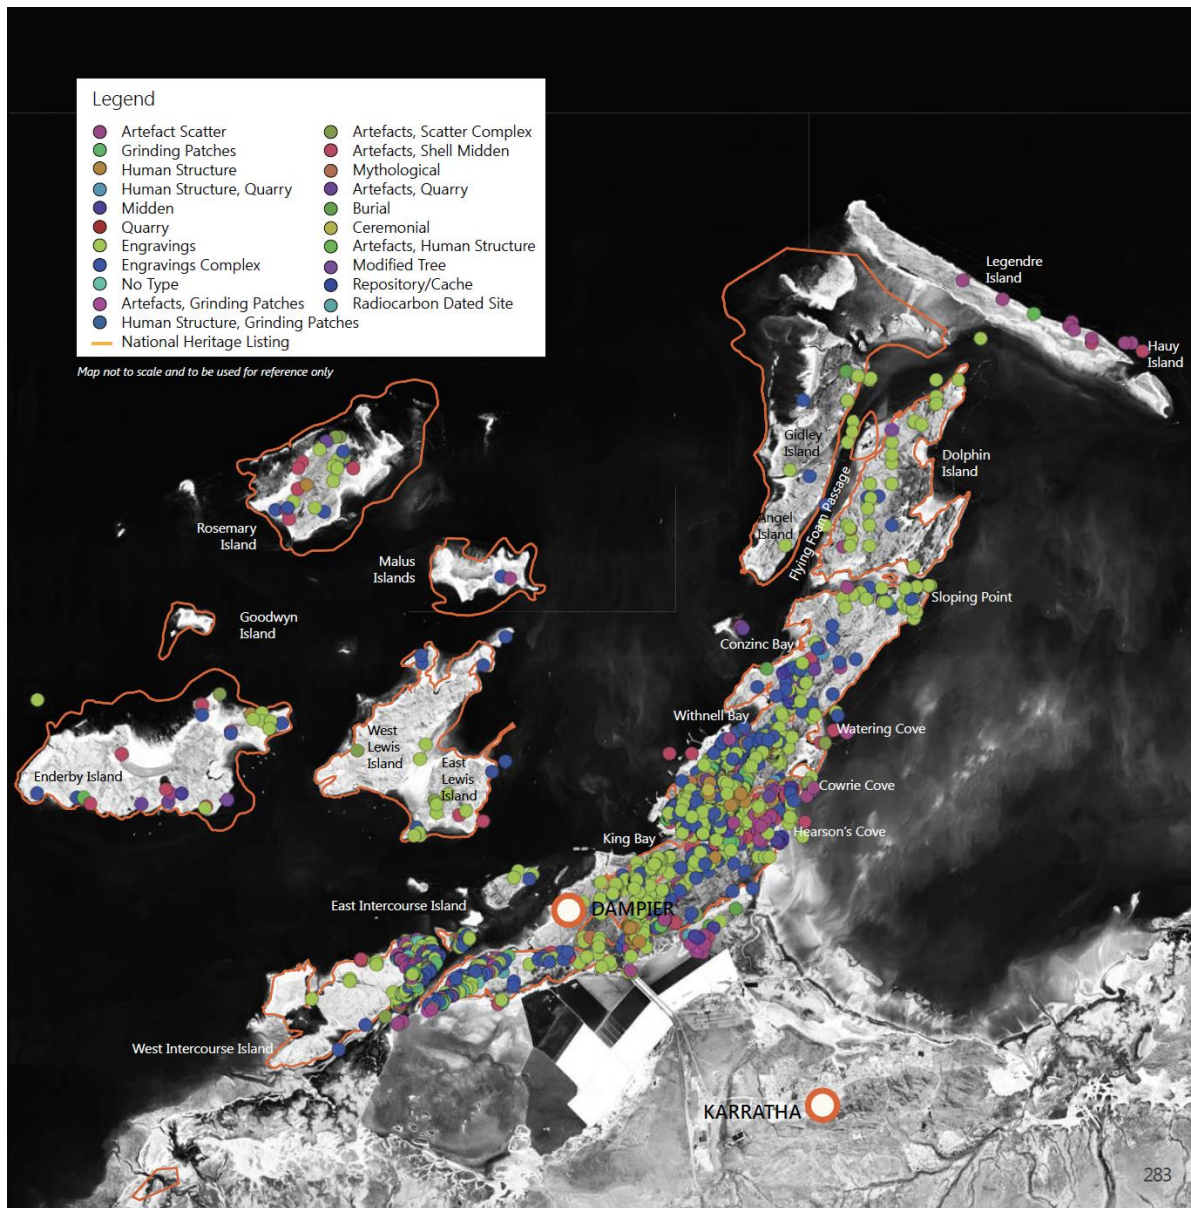 Legend
Artefact Scatter
Grinding Patches
Human Structure
Human Structure, Quarry
Midden
Quarry
Engravings
Engravings Complex
No Type
Artefacts, Grinding Patches
Human Structure, Grinding Patches
National Heritage Listing
Artefacts, Scatter Complex
Artefacts, Shell Midden
Mythological
Artefacts, Quarry
Burial
Ceremonial
Artefacts, Human Structure
Modified Tree
Repository/Cache
Radiocarbon Dated Site
Map not to scale and to be used for reference only
Legendre
Island
Hauy
Island
Gidley
Island
Dolphin
Island
Flying Foam Passage
Angel
Island
Rosemary
Island
Malus
Islands
Goodwyn
Island
Sloping Point
Conzinc Bay
Withnell Bay
Watering Cove
West
Lewis
Island
East
Lewis
Island
Enderby Island
Cowrie Cove
King Bay
Hearson's Cove
East Intercourse Island
DAMPIER
West Intercourse Island
KARRATHA
283